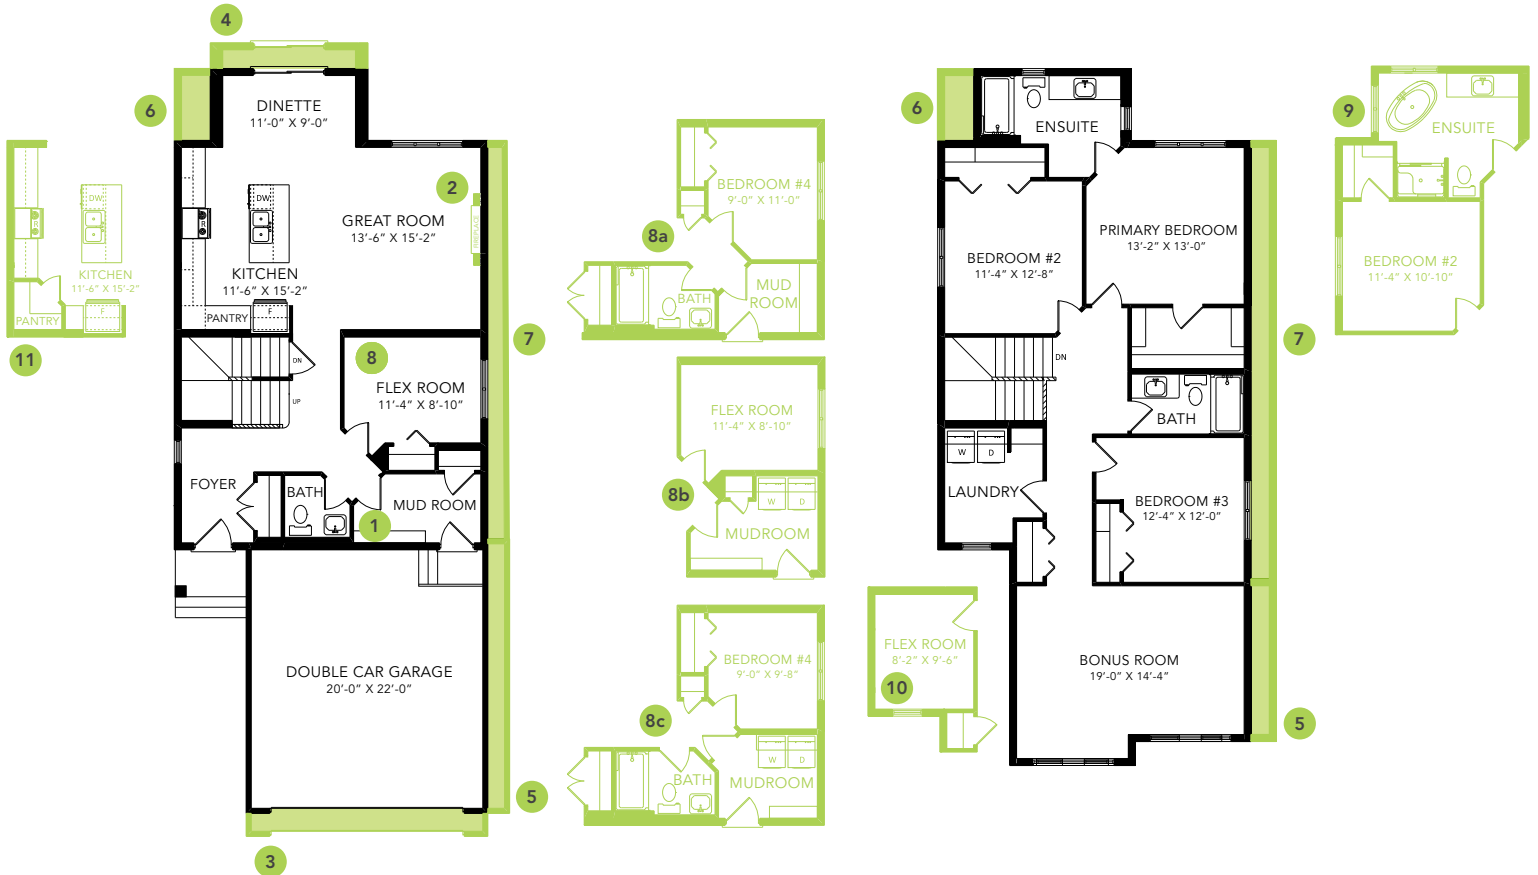 4
DINETTE
11'-0" X 9'-0"
6
2
DW
R
GREAT ROOM
13'-6" X 15'-2"
FIREPLACE
KITCHEN
11'-6" X 15'-2"
PANTRY
F
DW
R
KITCHEN
11'-6" X 15'-2"
PANTRY
F
11
7
DN
UP
8
FLEX ROOM
11'-4" X 8'-10"
FOYER
BATH
1
MUD ROOM
DOUBLE CAR GARAGE
20'-0" X 22'-0"
5
3
BEDROOM #4
9'-0" X 11'-0"
8a
BATH
MUD
ROOM
FLEX ROOM
11'-4" X 8'-10"
8b
W
D
MUDROOM
BEDROOM #4
9'-0" X 9'-8"
8c
W
D
BATH
MUDROOM
6
ENSUITE
PRIMARY BEDROOM
13'-2" X 13'-0"
BEDROOM #2
11'-4" X 12'-8"
7
DN
BATH
W
D
LAUNDRY
BEDROOM #3
12'-4" X 12'-0"
FLEX ROOM
8'-2" X 9'-6"
10
BONUS ROOM
19'-0" X 14'-4"
5
9
ENSUITE
BEDROOM #2
11'-4" X 10'-10"